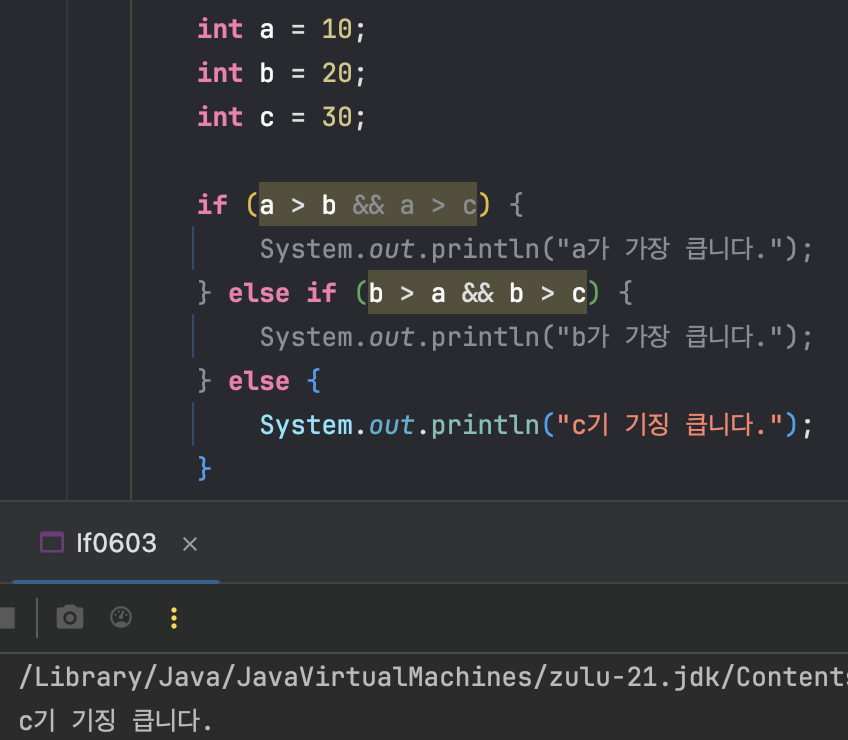 int a = 10;
int b = 20;
int c = 30;
if (a > b && a > c) {
System.out.println("a가 가장 큽니다.");
} else if (b > a && b > c) {
System.out.println("b가 가장 큽니다.");
} else {
System.out.println("c기 기징 큽니다.");
}
If0603
/Library/Java/JavaVirtualMachines/zulu-21.jdk/Contents
c기 기징 큽니다.